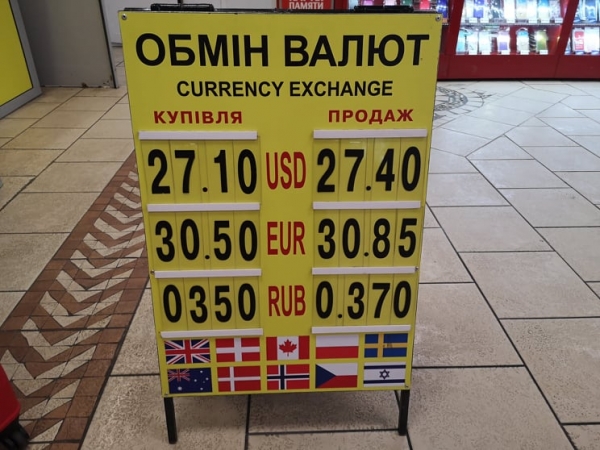 ПАМЯТИ
ОБМІН ВАЛЮТ
CURRENCY EXCHANGE
КУПІВЛЯ ПРОДАЖ
27.10 USD 27.40
30.50 EUR 30.85
0350 RUB 0.370